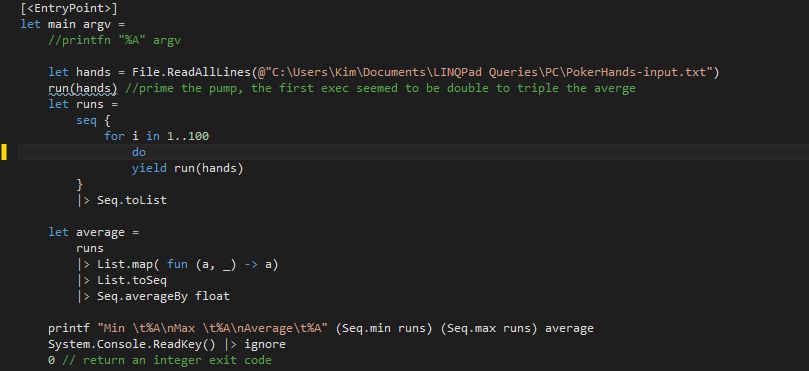 [<EntryPoint>]
let main argv =
    //printfn "%A" argv

    let hands = File.ReadAllLines(@"C:\Users\Kim\Documents\LINQPad Queries\PC\PokerHands-input.txt")
    run(hands) //prime the pump, the first exec seemed to be double to triple the averge
    let runs =
        seq {
            for i in 1..100
                do
                yield run(hands)
        }
        |> Seq.toList

    let average =
        runs
        |> List.map( fun (a, _) -> a)
        |> List.toSeq
        |> Seq.averageBy float

    printf "Min \t%A\nMax \t%A\nAverage\t%A" (Seq.min runs) (Seq.max runs) average
    System.Console.ReadKey() |> ignore
    0 // return an integer exit code